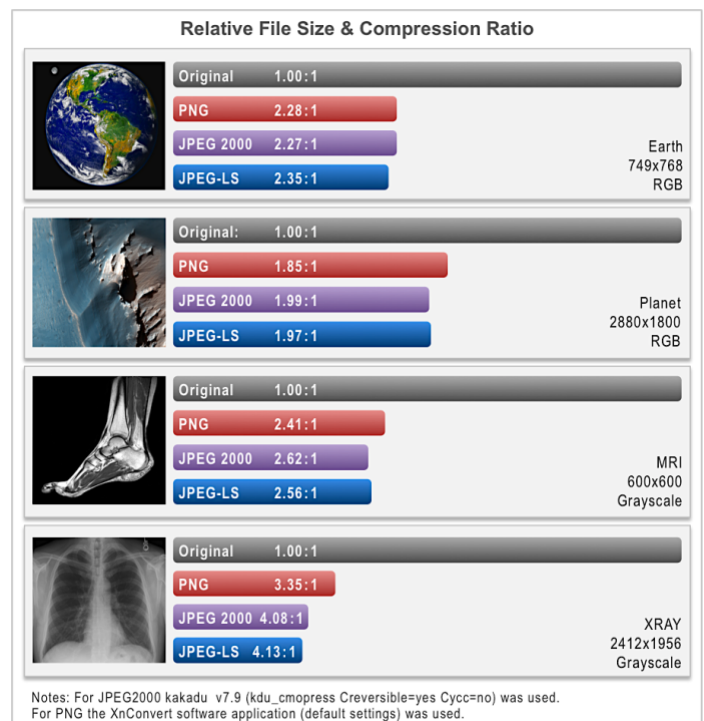 Relative File Size & Compression Ratio
Original 1.00:1
PNG 2.28:1
JPEG 2000 2.27:1
JPEG-LS 2.35:1
Earth
749x768
RGB
Original: 1.00:1
PNG 1.85:1
JPEG 2000 1.99:1
JPEG-LS 1.97:1
Planet
2880x1800
RGB
Original 1.00:1
PNG 2.41:1
JPEG 2000 2.62:1
JPEG-LS 2.56:1
MRI
600x600
Grayscale
Original 1.00:1
PNG 3.35:1
JPEG 2000 4.08:1
JPEG-LS 4.13:1
XRAY
2412x1956
Grayscale
Notes: For JPEG2000 kakadu v7.9 (kdu_cmopress Creversible=yes Cycc=no) was used.
For PNG the XnConvert software application (default settings) was used.